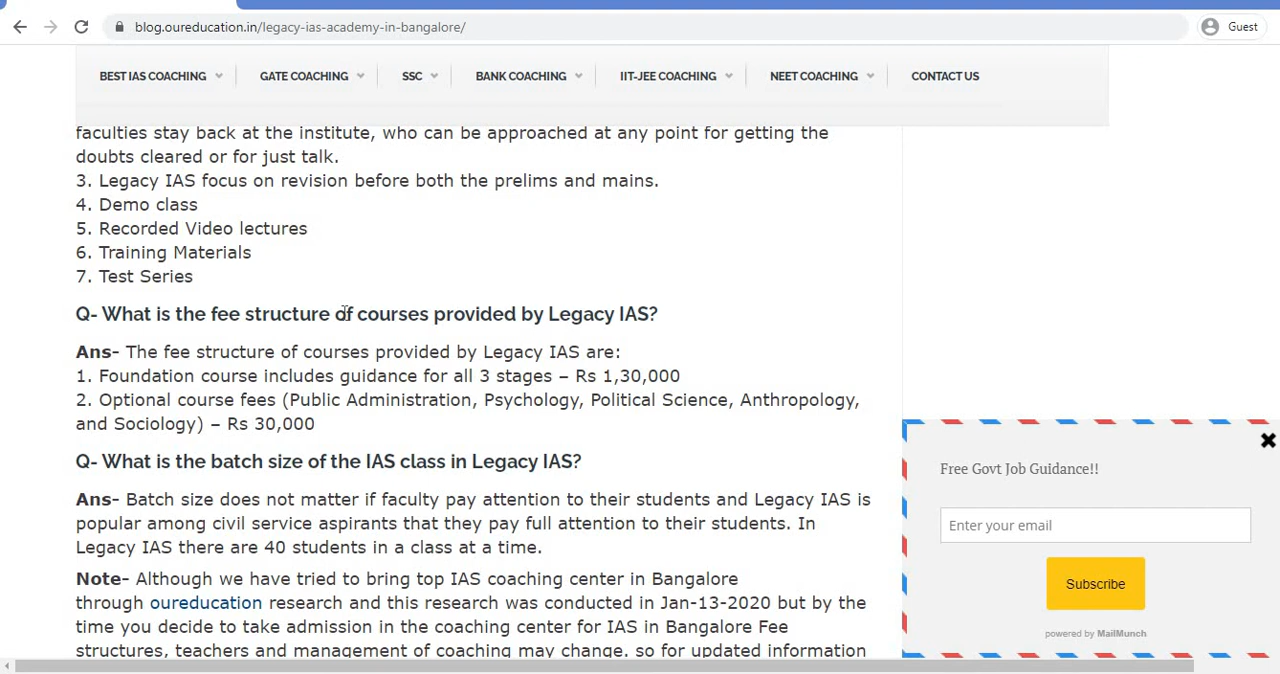 blog.oureducation.in/legacy-ias-academy-in-bangalore/
Guest
BEST IAS COACHING
GATE COACHING
SSC
BANK COACHING
IIT-JEE COACHING
NEET COACHING
CONTACT US
faculties stay back at the institute, who can be approached at any point for getting the
doubts cleared or for just talk.
3. Legacy IAS focus on revision before both the prelims and mains.
4. Demo class
5. Recorded Video lectures
6. Training Materials
7. Test Series
Q- What is the fee structure of courses provided by Legacy IAS?
Ans- The fee structure of courses provided by Legacy IAS are:
1. Foundation course includes guidance for all 3 stages – Rs 1,30,000
2. Optional course fees (Public Administration, Psychology, Political Science, Anthropology,
and Sociology) – Rs 30,000
Q- What is the batch size of the IAS class in Legacy IAS?
Ans- Batch size does not matter if faculty pay attention to their students and Legacy IAS is
popular among civil service aspirants that they pay full attention to their students. In
Legacy IAS there are 40 students in a class at a time.
Note- Although we have tried to bring top IAS coaching center in Bangalore
through oureducation research and this research was conducted in Jan-13-2020 but by the
time you decide to take admission in the coaching center for IAS in Bangalore Fee
structures, teachers and management of coaching may change. so for updated information
Free Govt Job Guidance!!
Enter your email
Subscribe
powered by MailMunch